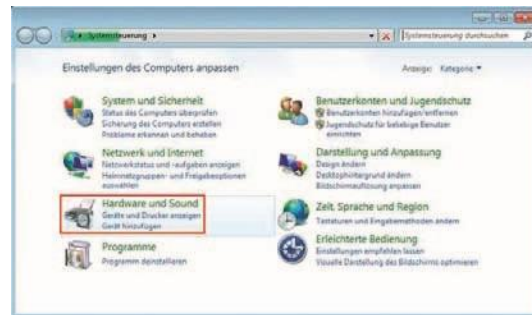 Systemsteuerung
Systemsteuerung durchsuchen
Einstellungen des Computers anpassen
Anzeige: Kategorie
System und Sicherheit
Status des Computers überprüfen
Sicherung des Computers erstellen
Probleme erkennen und beheben
Netzwerk und Internet
Netzwerkstatus und -aufgaben anzeigen
Heimnetzgruppen- und Freigabeoptionen
auswählen
Hardware und Sound
Geräte und Drucker anzeigen
Gerät hinzufügen
Programme
Programm deinstallieren
Benutzerkonten und Jugendschutz
Benutzerkonten hinzufügen/entfernen
Jugendschutz für beliebige Benutzer
einrichten
Darstellung und Anpassung
Design ändern
Desktophintergrund ändern
Bildschirmauflösung anpassen
Zeit, Sprache und Region
Tastaturen und Eingabemethoden ändern
Erleichterte Bedienung
Einstellungen empfehlen lassen
Visuelle Darstellung des Bildschirms optimieren